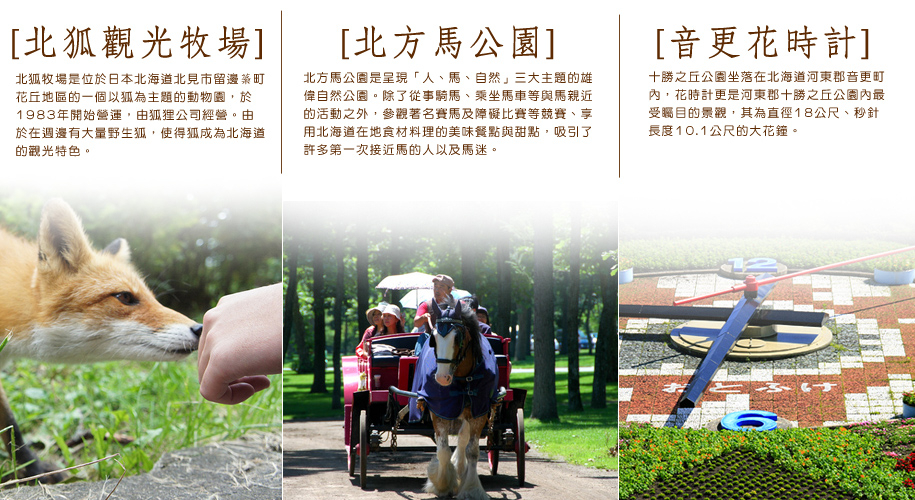 [北狐觀光牧場]
北狐牧場是位於日本北海道北見市留邊蘂町
花丘地區的一個以狐為主題的動物園，於
1983年開始營運，由狐狸公司經營。由
於在週邊有大量野生狐，使得狐成為北海道
的觀光特色。
[北方馬公園]
北方馬公園是呈現「人、馬、自然」三大主題的雄
偉自然公園。除了從事騎馬、乘坐馬車等與馬親近
的活動之外，參觀著名賽馬及障礙比賽等競賽、享
用北海道在地食材料理的美味餐點與甜點，吸引了
許多第一次接近馬的人以及馬迷。
[音更花時計]
十勝之丘公園坐落在北海道河東郡音更町
內，花時計更是河東郡十勝之丘公園內最
受矚目的景觀，其為直徑18公尺、秒針
長度10.1公尺的大花鐘。
12
おとふけ
6